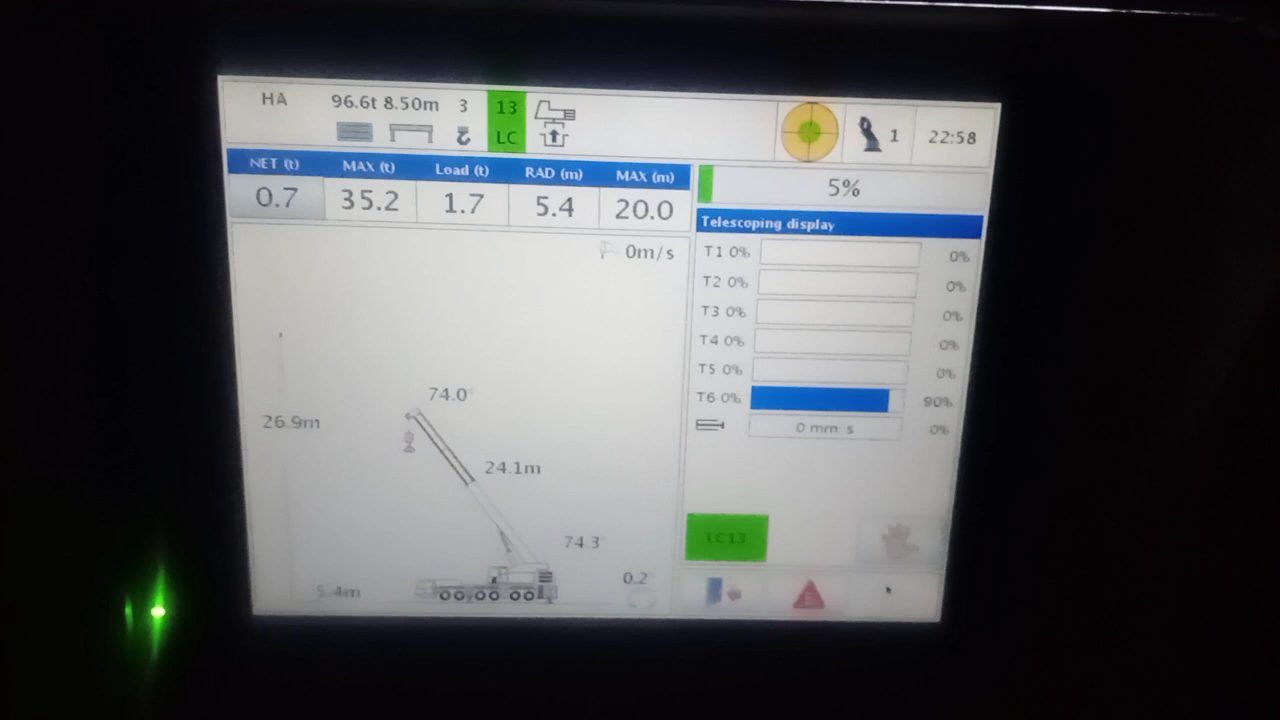 HA 96.6t 8.50m 3 13
LC
1 22:58
NET (t) MAX (t) Load (t) RAD (m) MAX (m)
0.7 35.2 1.7 5.4 20.0
5%
Telescoping display
0m/s
T1 0% 0%
T2 0% 0%
T3 0% 0%
T4 0% 0%
T5 0% 0%
T6 0% 90%
0 mm s 0%
74.0°
26.9m
24.1m
74.3°
LC13
5.4m
0.2
E